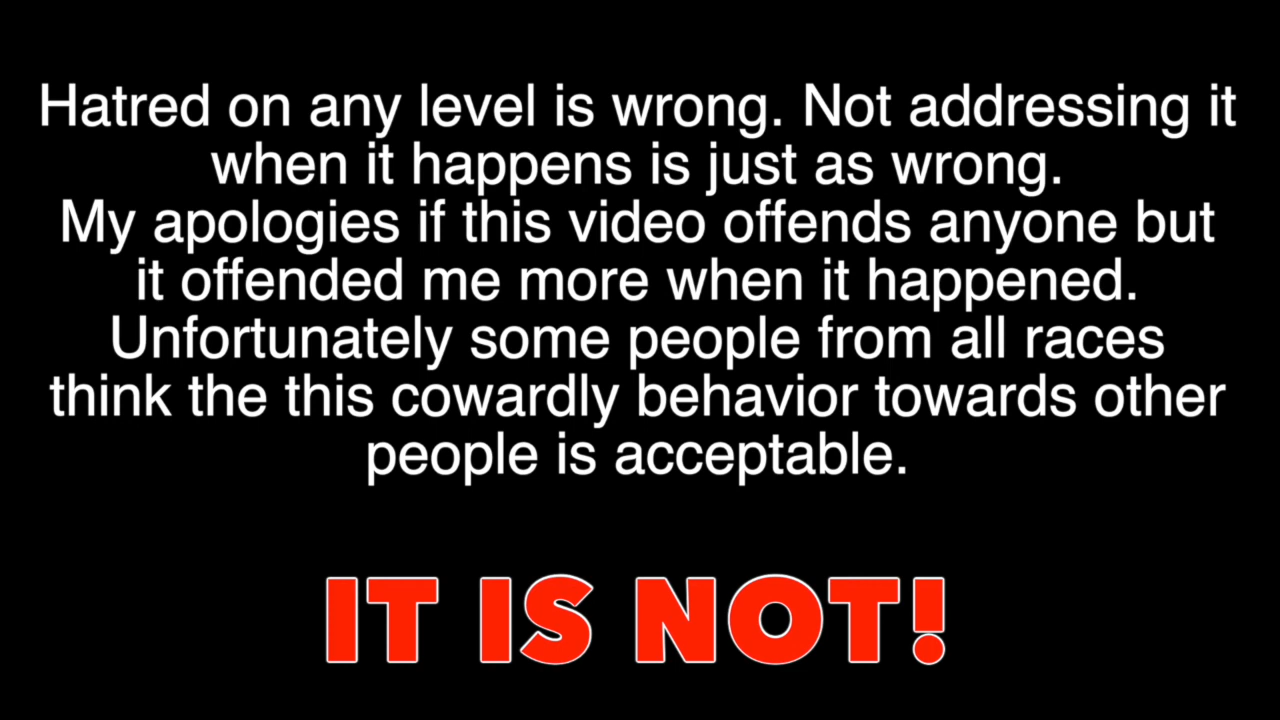 Hatred on any level is wrong. Not addressing it
when it happens is just as wrong.
My apologies if this video offends anyone but
it offended me more when it happened.
Unfortunately some people from all races
think the this cowardly behavior towards other
people is acceptable.
IT IS NOT!